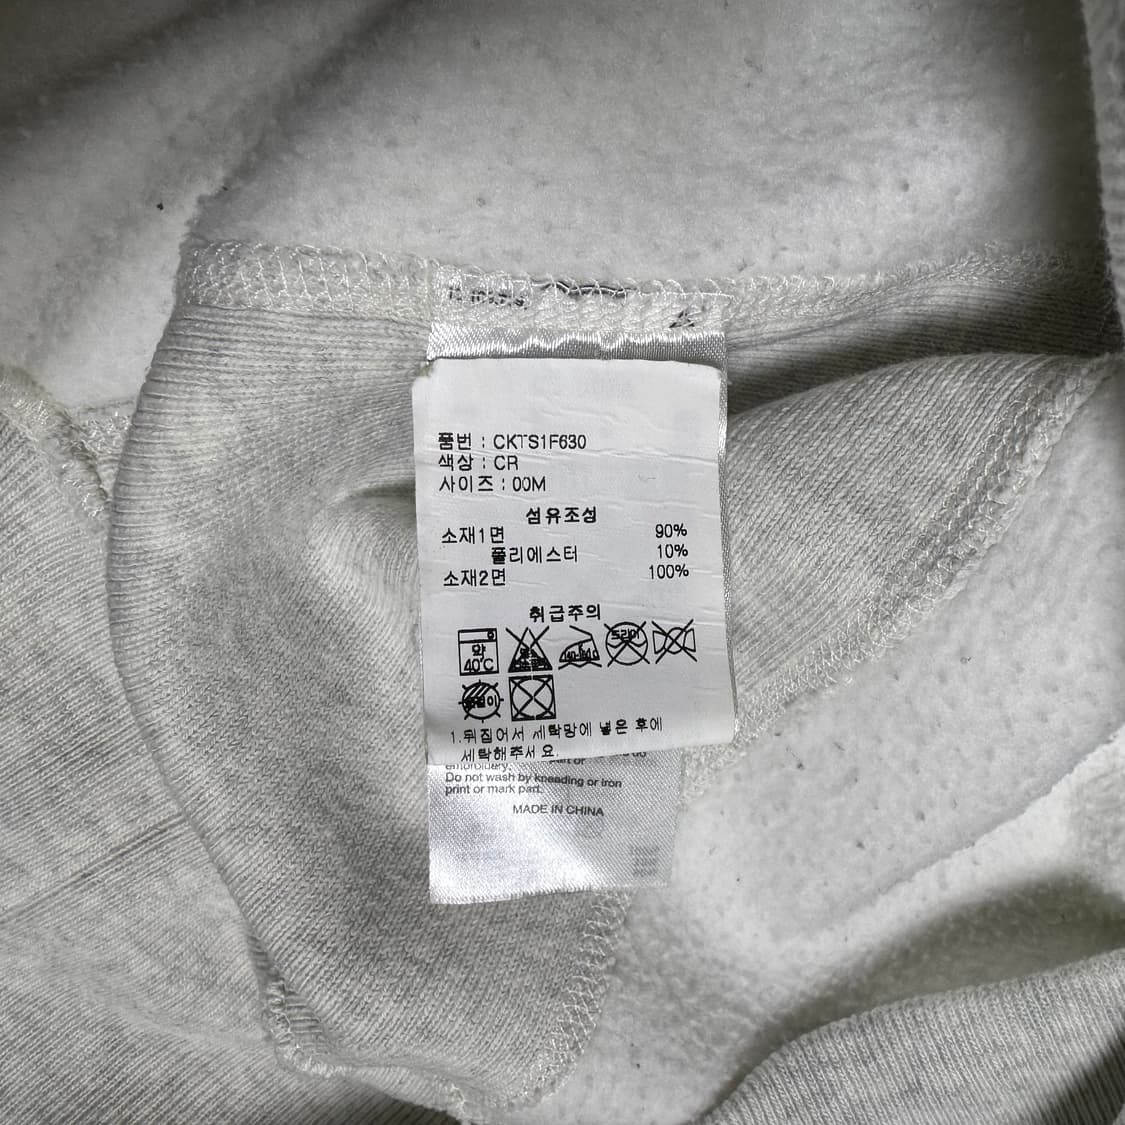 품번 : CKTS1F630
색상 : CR
사이즈 : 00M
섬유조성
소재1면 90%
폴리에스터 10%
소재2면 100%
취급주의
약
40℃
드라이
1.뒤집어서 세탁망에 넣은 후에
세탁해주서요.
embroidery. Part or
Do not wash by kneading or iron
print or mark part.
MADE IN CHINA